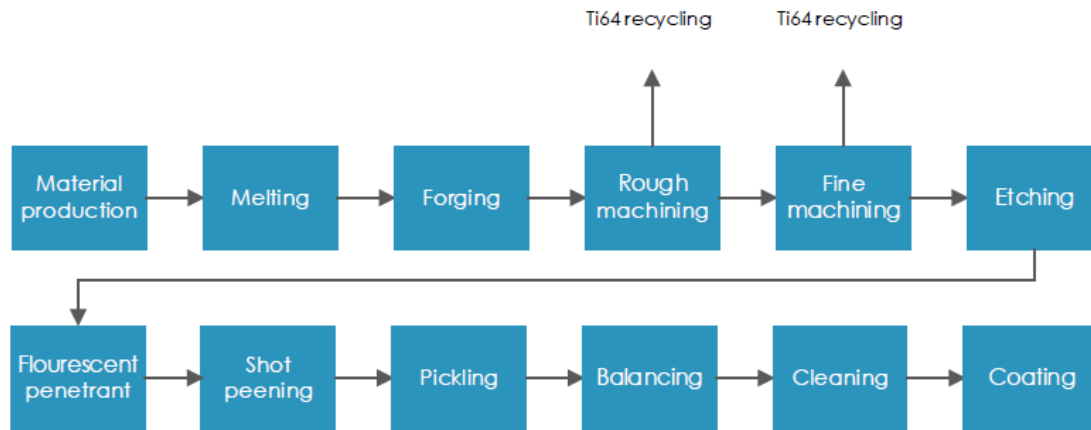 Ti64 recycling
Ti64 recycling
Material
production
Melting
Forging
Rough
machining
Fine
machining
Etching
Flourescent
penetrant
Shot
peening
Pickling
Balancing
Cleaning
Coating